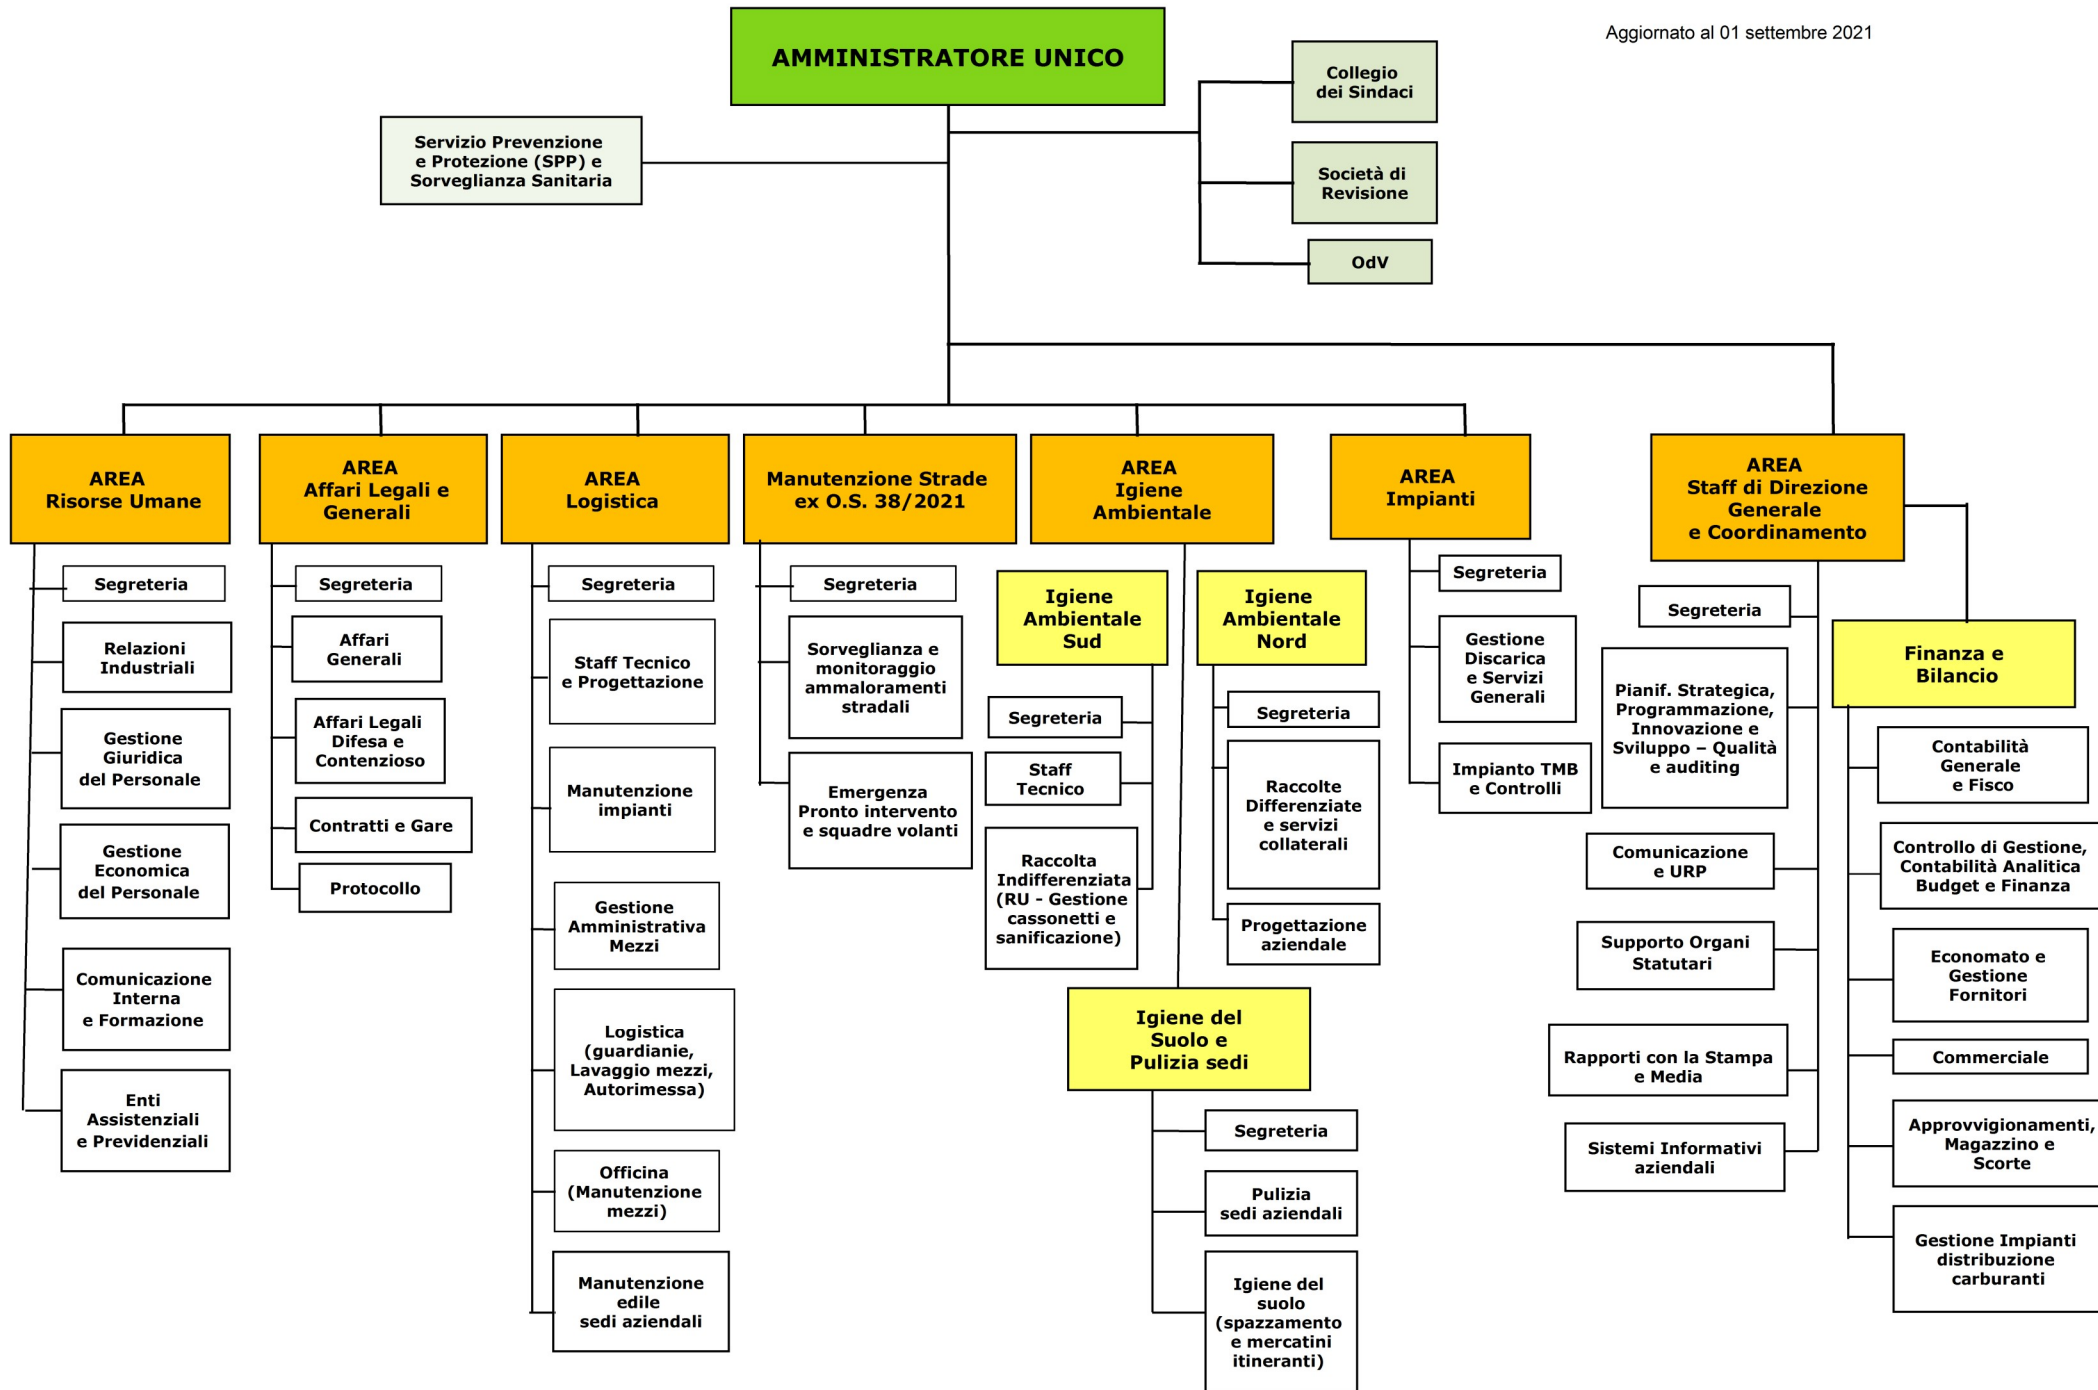 Aggiornato al 01 settembre 2021
AMMINISTRATORE UNICO
Collegio
dei Sindaci
Servizio Prevenzione
e Protezione (SPP) e
Sorveglianza Sanitaria
Società di
Revisione
OdV
AREA
Risorse Umane
Segreteria
Relazioni
Industriali
Gestione
Giuridica
del Personale
Gestione
Economica
del Personale
Comunicazione
Interna
e Formazione
Enti
Assistenziali
e Previdenziali
AREA
Affari Legali e
Generali
Segreteria
Affari
Generali
Affari Legali
Difesa e
Contenzioso
Contratti e Gare
Protocollo
AREA
Logistica
Segreteria
Staff Tecnico
e Progettazione
Manutenzione
impianti
Gestione
Amministrativa
Mezzi
Logistica
(guardianie,
Lavaggio mezzi,
Autorimessa)
Officina
(Manutenzione
mezzi)
Manutenzione
edile
sedi aziendali
Manutenzione Strade
ex O.S. 38/2021
Segreteria
Sorveglianza e
monitoraggio
ammaloramenti
stradali
Emergenza
Pronto intervento
e squadre volanti
AREA
Igiene
Ambientale
Igiene
Ambientale
Sud
Segreteria
Staff
Tecnico
Raccolta
Indifferenziata
(RU - Gestione
cassonetti e
sanificazione)
Igiene
Ambientale
Nord
Segreteria
Raccolte
Differenziate
e servizi
collaterali
Progettazione
aziendale
Igiene del
Suolo e
Pulizia sedi
Segreteria
Pulizia
sedi aziendali
Igiene del
suolo
(spazzamento
e mercatini
itineranti)
AREA
Impianti
Segreteria
Gestione
Discarica
e Servizi
Generali
Impianto TMB
e Controlli
AREA
Staff di Direzione
Generale
e Coordinamento
Segreteria
Pianif. Strategica,
Programmazione,
Innovazione e
Sviluppo – Qualità
e auditing
Comunicazione
e URP
Supporto Organi
Statutari
Rapporti con la Stampa
e Media
Sistemi Informativi
aziendali
Finanza e
Bilancio
Contabilità
Generale
e Fisco
Controllo di Gestione,
Contabilità Analitica
Budget e Finanza
Economato e
Gestione
Fornitori
Commerciale
Approvvigionamenti,
Magazzino e
Scorte
Gestione Impianti
distribuzione
carburanti